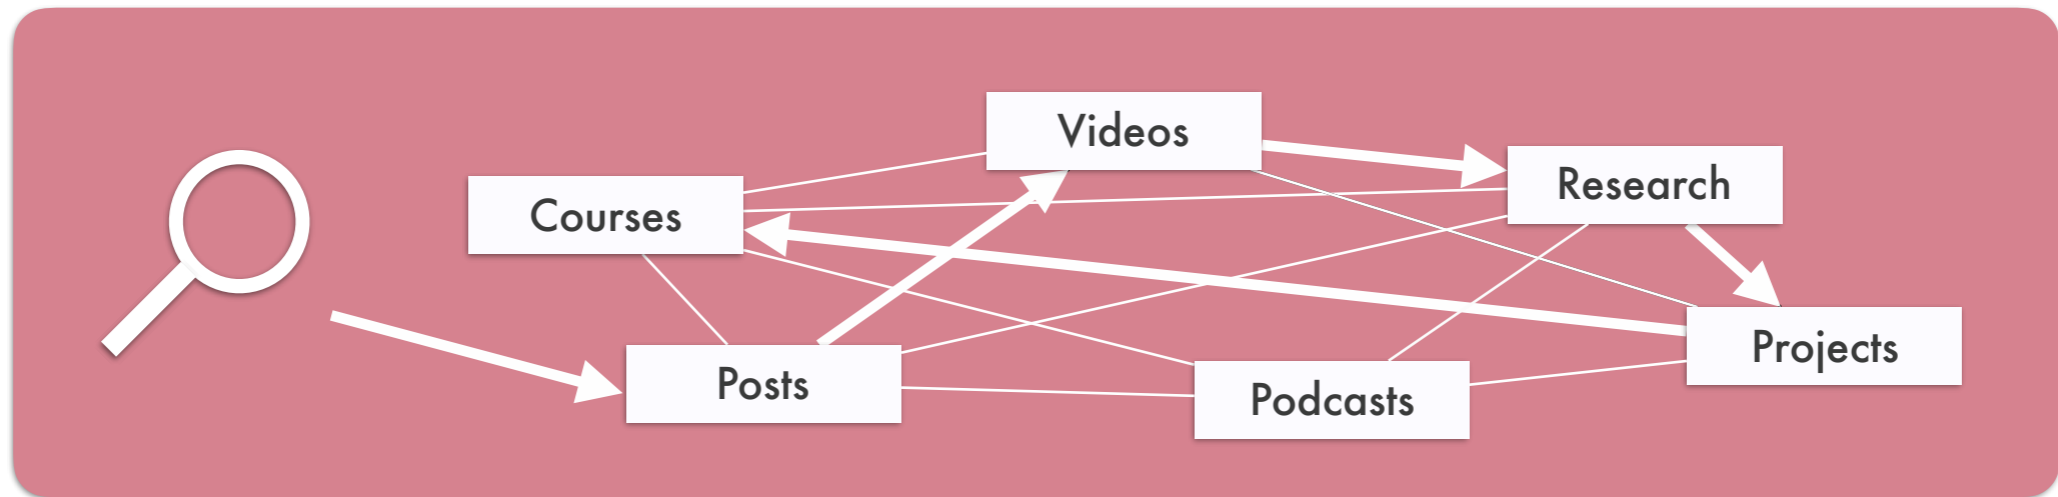 Videos
Research
Courses
Projects
Posts
Podcasts